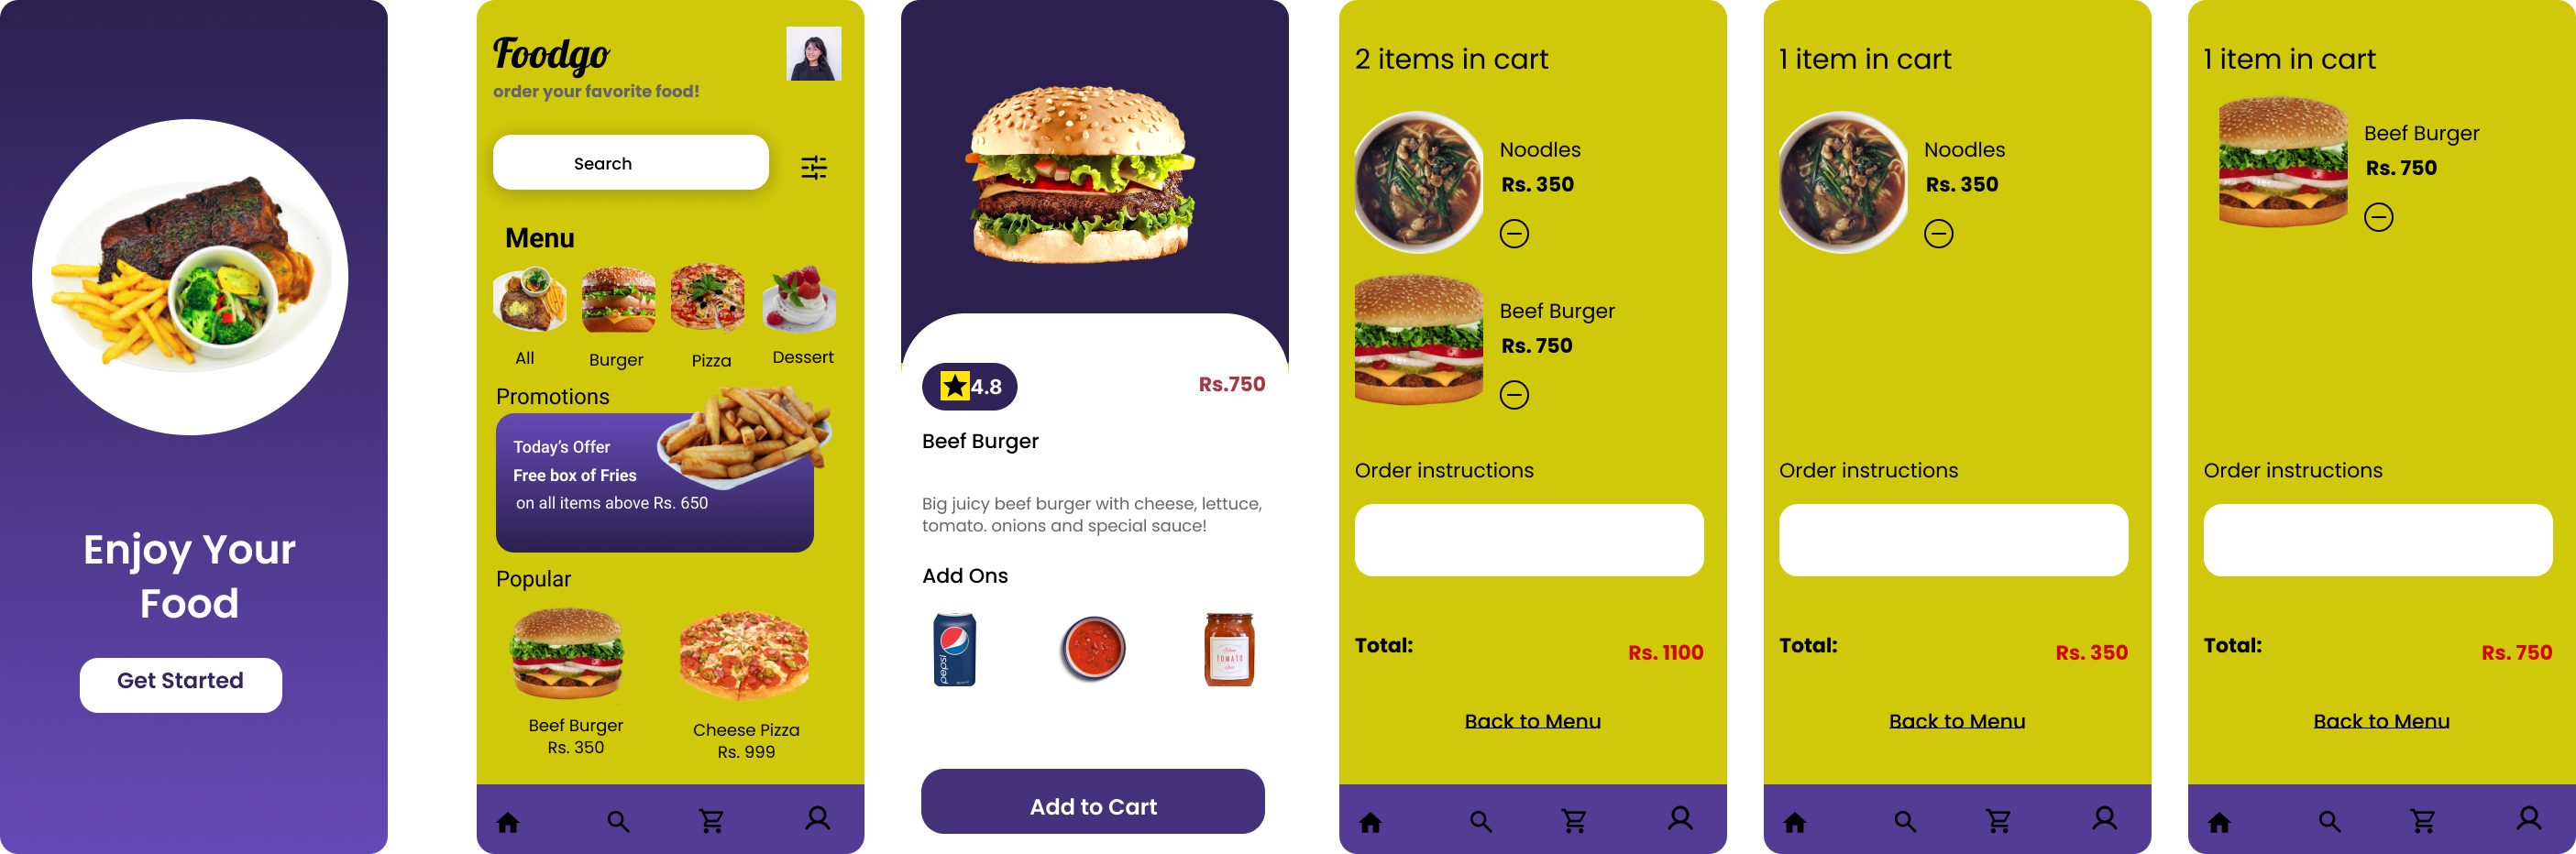 Enjoy Your
Food
Get Started
Foodgo
order your favorite food!
Search
Menu
All
Burger
Pizza
Dessert
Promotions
Today's Offer
Free box of Fries
on all items above Rs. 650
Popular
Beef Burger
Rs. 350
Cheese Pizza
Rs. 999
4.8
Rs.750
Beef Burger
Big juicy beef burger with cheese, lettuce,
tomato. onions and special sauce!
Add Ons
pepsi
TOMATO
Add to Cart
2 items in cart
Noodles
Rs. 350
Beef Burger
Rs. 750
Order instructions
Total:
Rs. 1100
Back to Menu
1 item in cart
Noodles
Rs. 350
Order instructions
Total:
Rs. 350
Back to Menu
1 item in cart
Beef Burger
Rs. 750
Order instructions
Total:
Rs. 750
Back to Menu